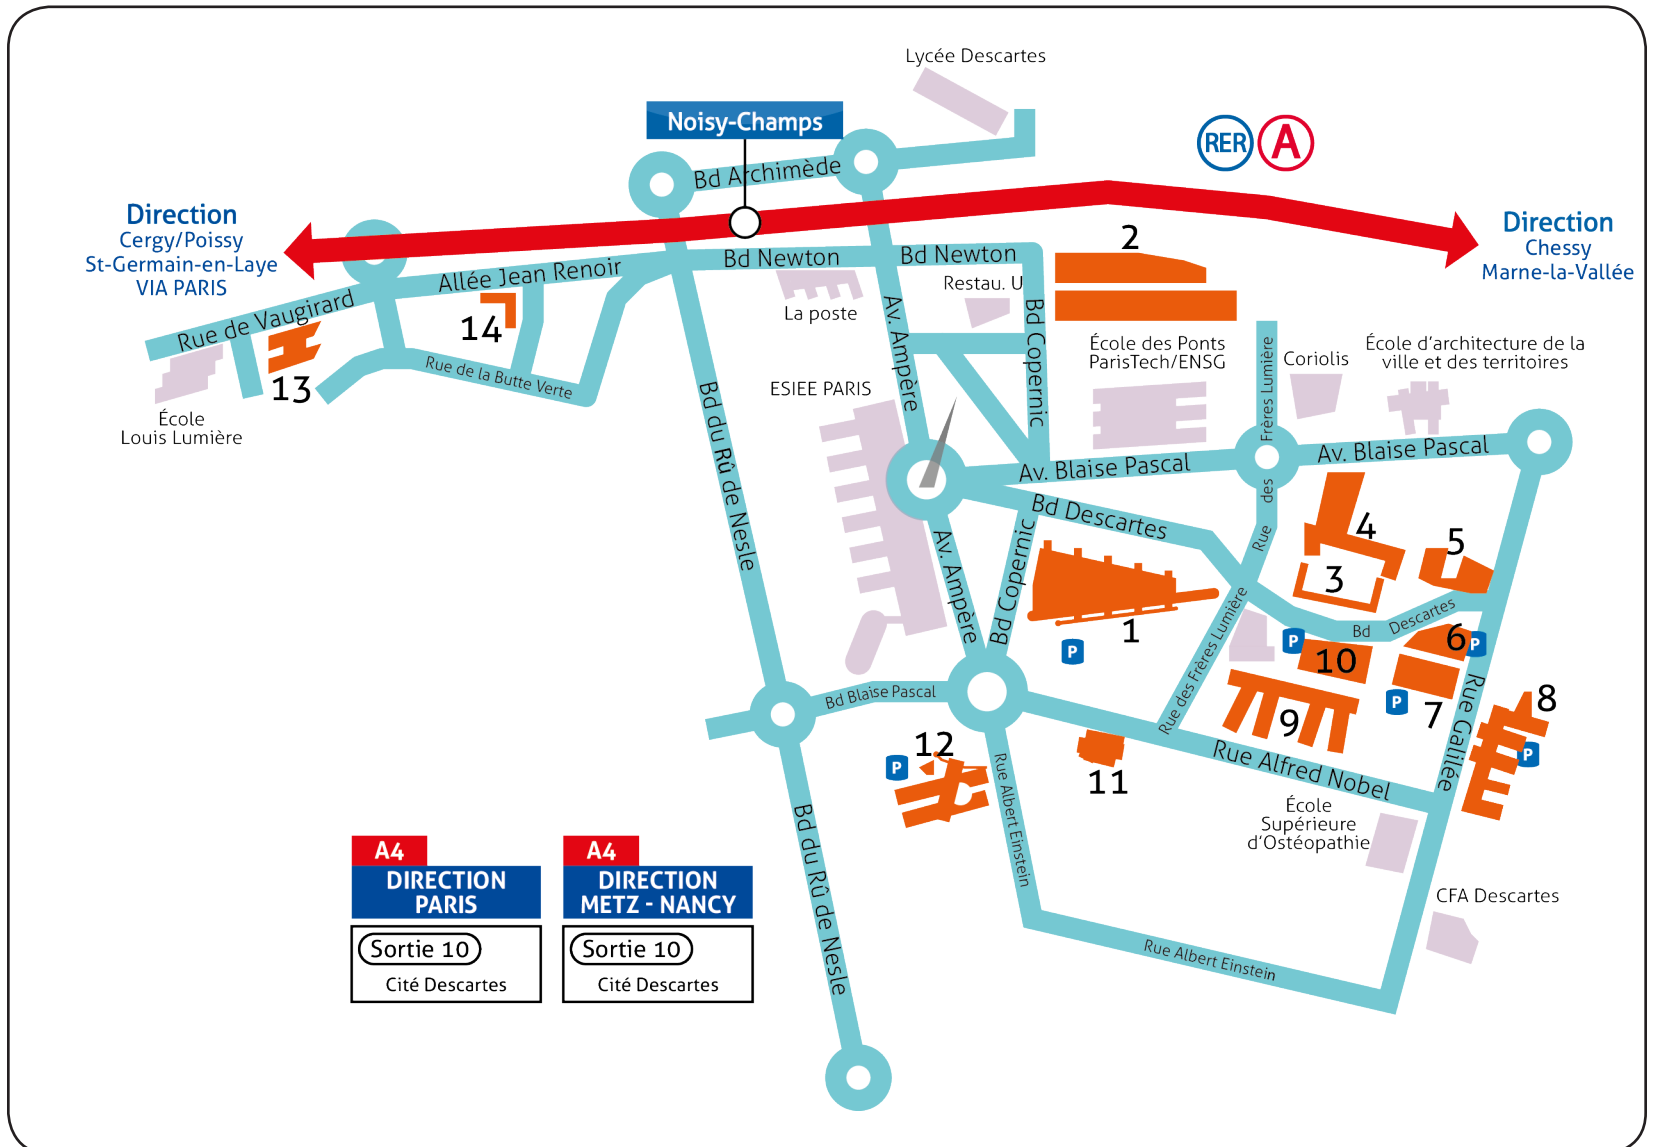 Lycée Descartes
Noisy-Champs
RER
A
Bd Archimède
Direction
Cergy/Poissy
St-Germain-en-Laye
VIA PARIS
Direction
Chessy
Marne-la-Vallée
2
Bd Newton
Bd Newton
Allée Jean Renoir
Rue de Vaugirard
14
13
Rue de la Butte Verte
École
Louis Lumière
La poste
Restau. U
Av. Ampère
Bd Copernic
École des Ponts
ParisTech/ENSG
Rue des Frères Lumière
Coriolis
École d'architecture de la
ville et des territoires
ESIEE PARIS
Bd du Rû de Nesle
Av. Blaise Pascal
Av. Blaise Pascal
Bd Descartes
Av. Ampère
Bd Copernic
4
3
5
1
P
Rue des Frères Lumière
Bd Descartes
P
10
6
P
P
7
9
8
P
Rue Galilée
Bd Blaise Pascal
12
P
11
Rue Alfred Nobel
Rue Albert Einstein
École
Supérieure
d'Ostéopathie
CFA Descartes
Bd du Rû de Nesle
Rue Albert Einstein
A4
DIRECTION
PARIS
Sortie 10
Cité Descartes
A4
DIRECTION
METZ - NANCY
Sortie 10
Cité Descartes